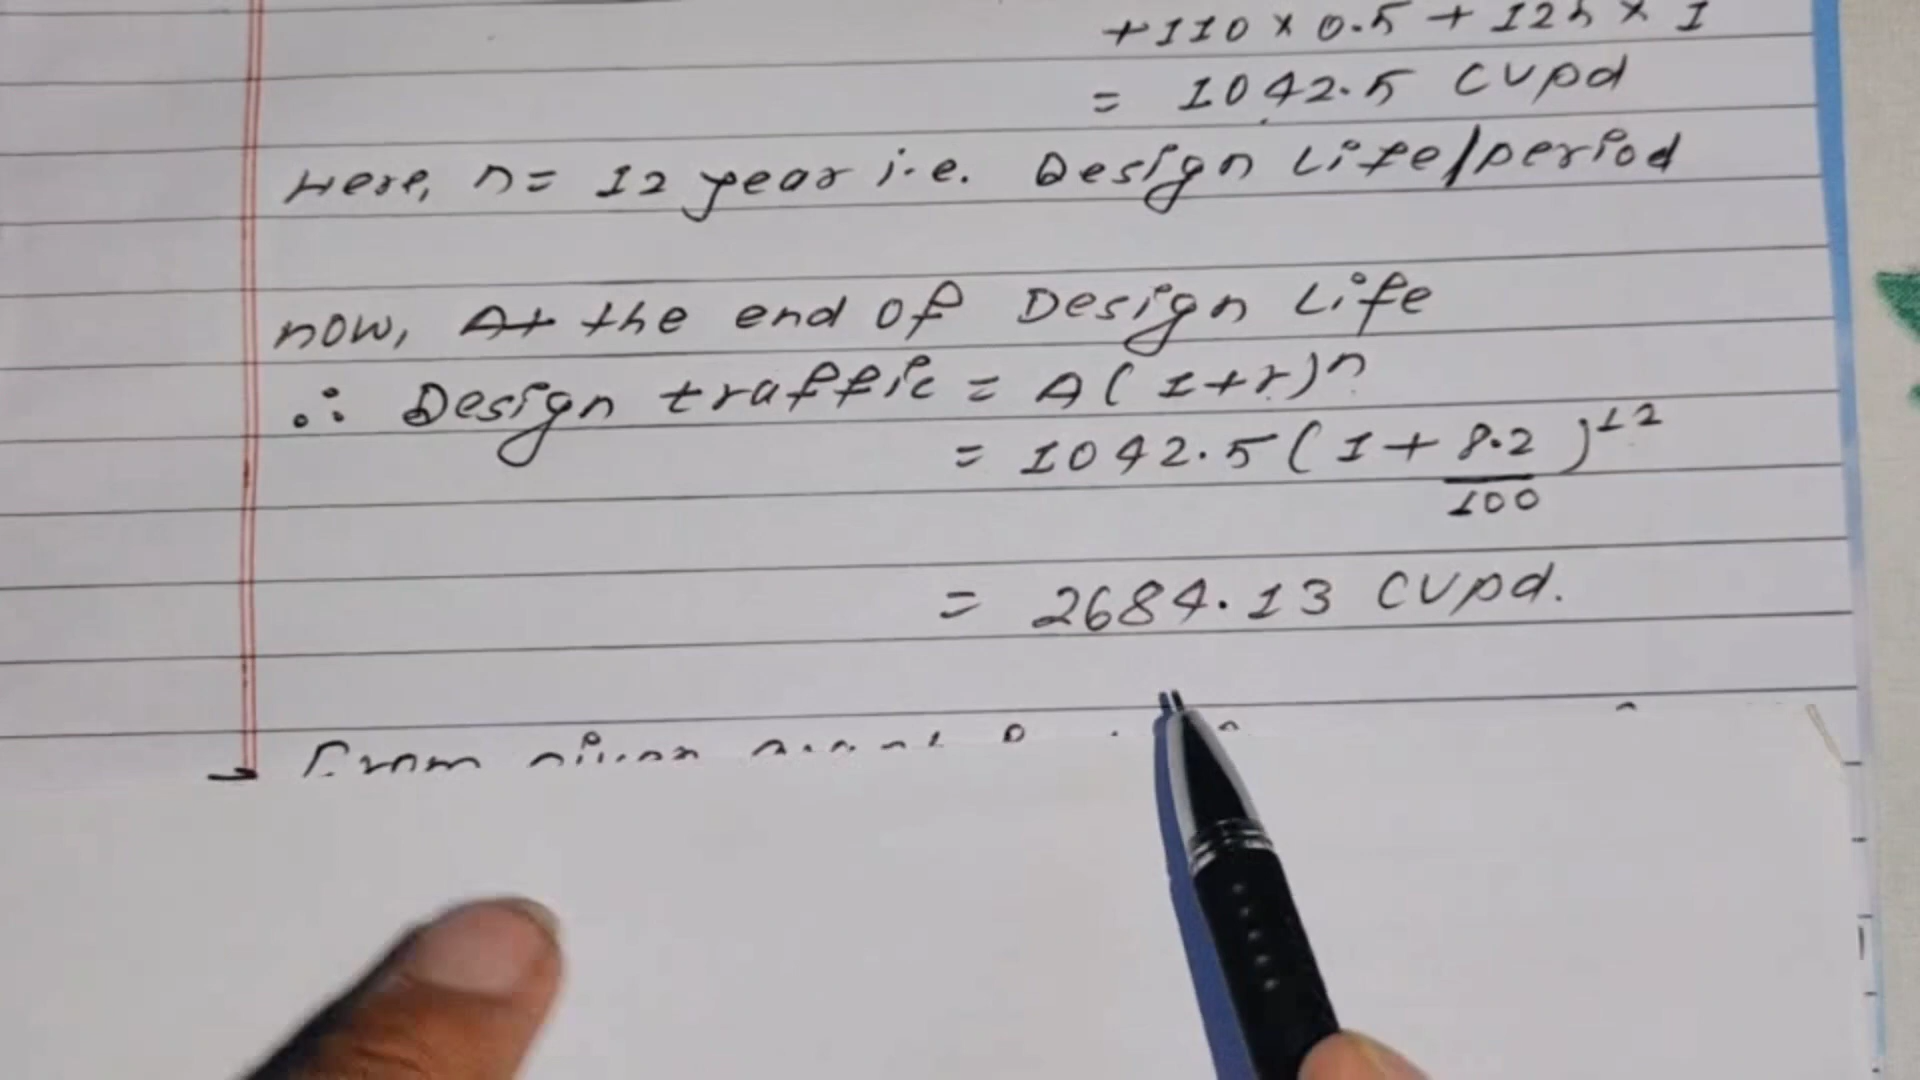 +110 × 0.5 + 125 × 1
= 1042.5 CVpd
Here, n = 12 year i.e. Design Life/period
now, At the end of Design Life
∴ Design traffic = A(1+r)ⁿ
= 1042.5 (1 + 8.2/100)¹²
= 2684.13 CVpd.